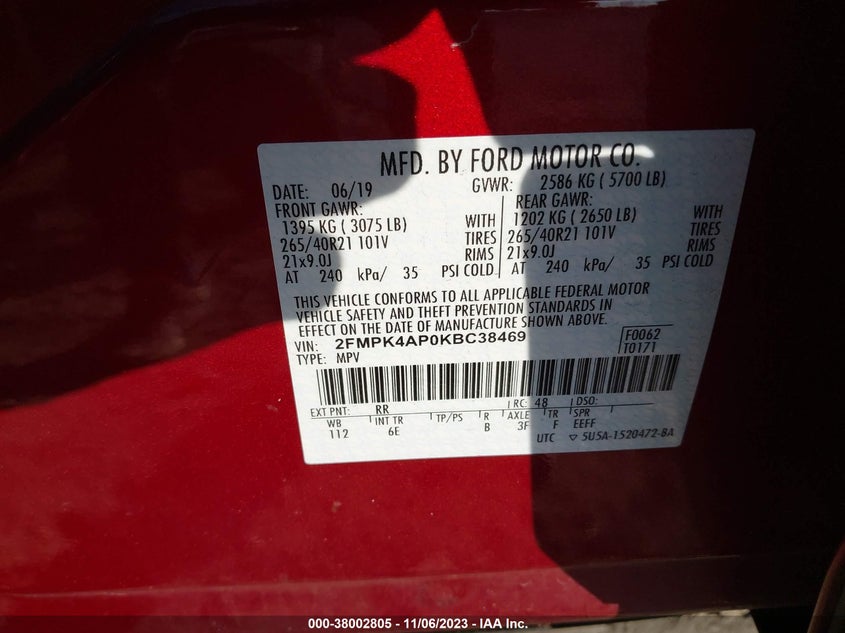 MFD. BY FORD MOTOR CO.
DATE: 06/19 GVWR: 2586 KG ( 5700 LB)
FRONT GAWR: REAR GAWR:
1395 KG ( 3075 LB) WITH 1202 KG ( 2650 LB) WITH
265/40R21 101V TIRES 265/40R21 101V TIRES
21x9.0J RIMS 21x9.0J RIMS
AT 240 kPa/ 35 PSI COLD AT 240 kPa/ 35 PSI COLD
THIS VEHICLE CONFORMS TO ALL APPLICABLE FEDERAL MOTOR
VEHICLE SAFETY AND THEFT PREVENTION STANDARDS IN
EFFECT ON THE DATE OF MANUFACTURE SHOWN ABOVE.
VIN: 2FMPK4AP0KBC38469 F0062
TYPE: MPV T0171
EXT PNT: RR RC: 48 DSO:
WB INT TR TP/PS R AXLE TR SPR
112 6E B 3F F EEFF
UTC ▽ 5U5A-1520472-BA
000-38002805 - 11/06/2023 - IAA Inc.